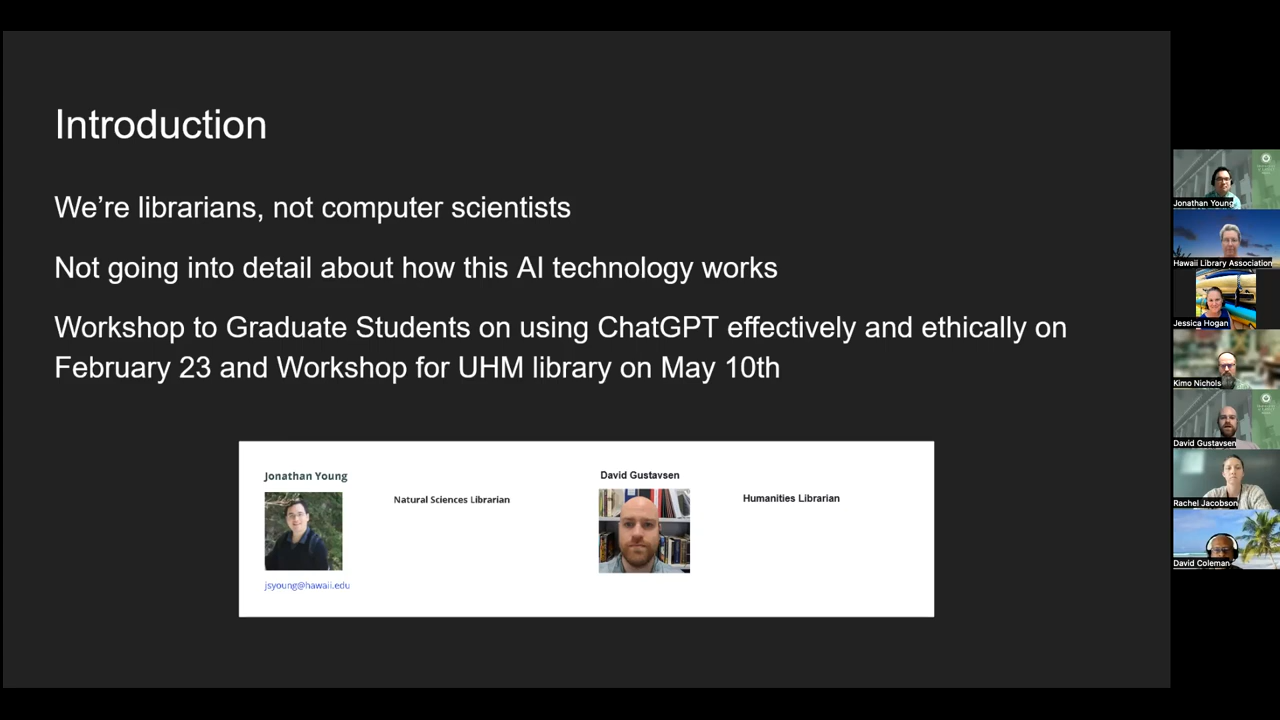 Introduction
We’re librarians, not computer scientists
Not going into detail about how this AI technology works
Workshop to Graduate Students on using ChatGPT effectively and ethically on
February 23 and Workshop for UHM library on May 10th
Jonathan Young
Natural Sciences Librarian
jsyoung@hawaii.edu
David Gustavsen
Humanities Librarian
Jonathan Young
Hawaii Library Association
Jessica Hogan
Kimo Nichols
David Gustavsen
Rachel Jacobson
David Coleman